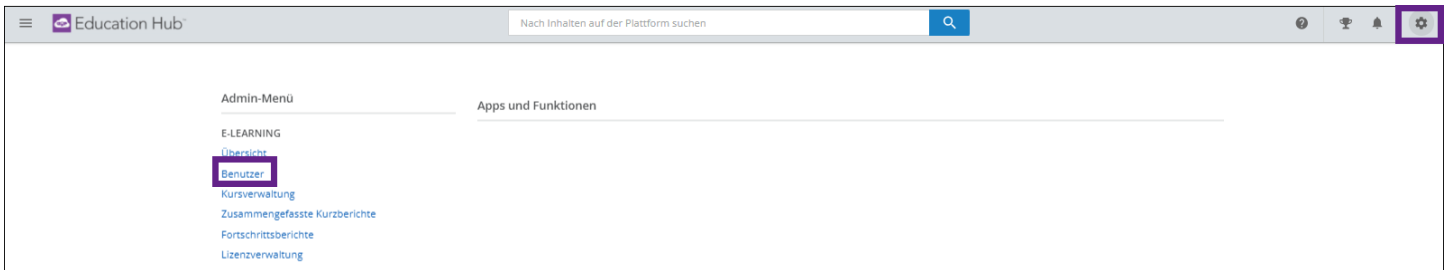 Education Hub™
Nach Inhalten auf der Plattform suchen
Admin-Menü
Apps und Funktionen
E-LEARNING
Übersicht
Benutzer
Kursverwaltung
Zusammengefasste Kurzberichte
Fortschrittsberichte
Lizenzverwaltung